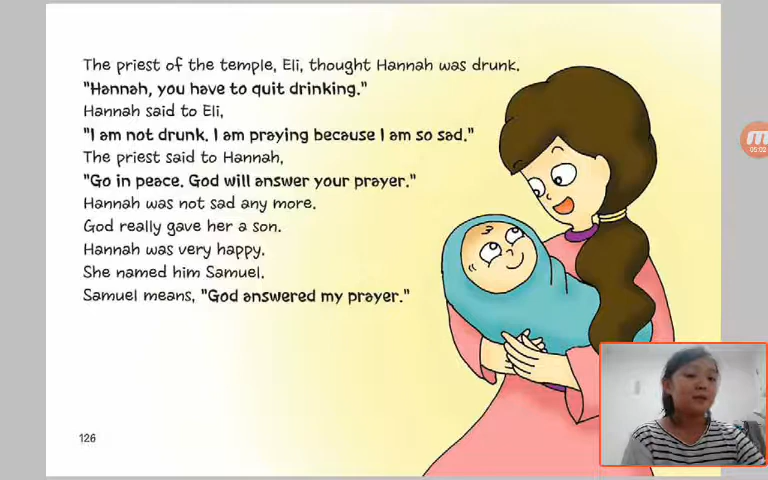 The priest of the temple, Eli, thought Hannah was drunk.
"Hannah, you have to quit drinking."
Hannah said to Eli,
"I am not drunk. I am praying because I am so sad."
The priest said to Hannah,
"Go in peace. God will answer your prayer."
Hannah was not sad any more.
God really gave her a son.
Hannah was very happy.
She named him Samuel.
Samuel means, "God answered my prayer."
126
05:02